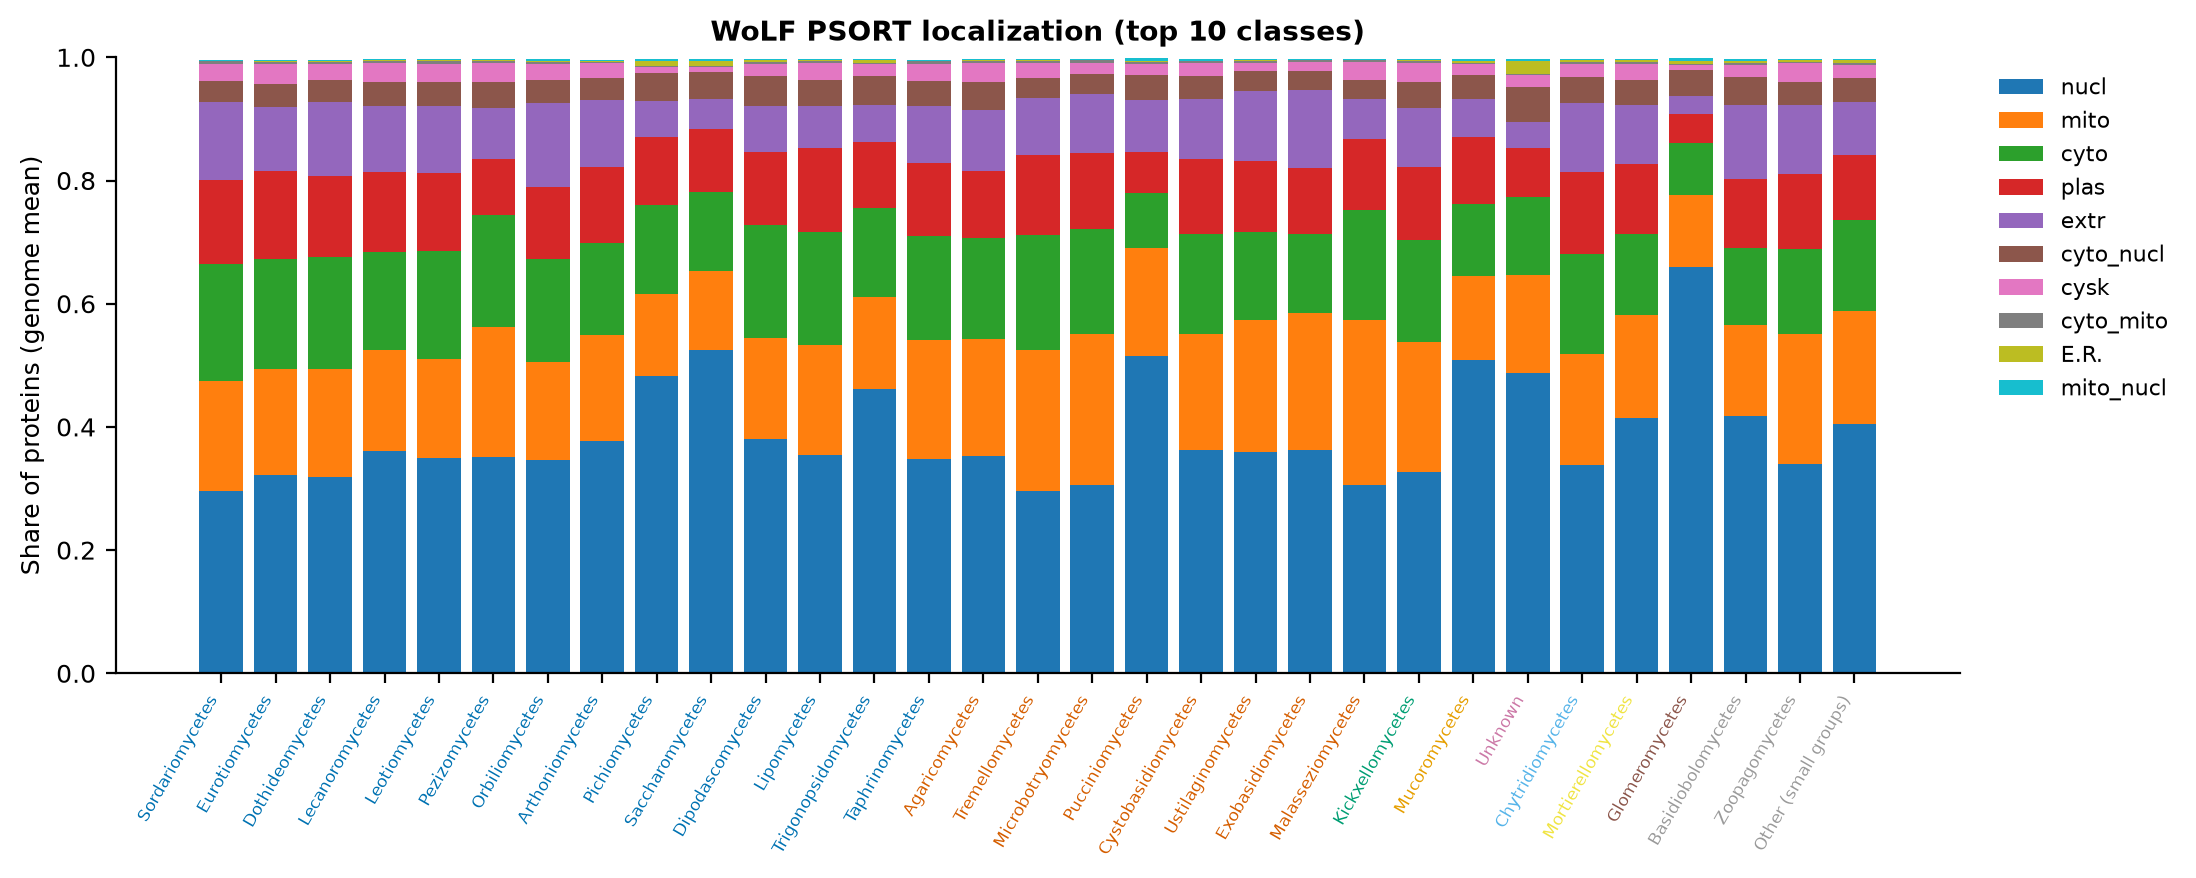 WoLF PSORT localization (top 10 classes)
Share of proteins (genome mean)
1.0
0.8
0.6
0.4
0.2
0.0
nucl
mito
cyto
plas
extr
cyto_nucl
cysk
cyto_mito
E.R.
mito_nucl
Sordariomycetes
Eurotiomycetes
Dothideomycetes
Lecanoromycetes
Leotiomycetes
Pezizomycetes
Orbiliomycetes
Arthoniomycetes
Pichiomycetes
Saccharomycetes
Dipodascomycetes
Lipomycetes
Trigonopsidomycetes
Taphrinomycetes
Agaricomycetes
Tremellomycetes
Microbotryomycetes
Pucciniomycetes
Cystobasidiomycetes
Ustilaginomycetes
Exobasidiomycetes
Malasseziomycetes
Kickxellomycetes
Mucoromycetes
Unknown
Chytridiomycetes
Mortierellomycetes
Glomeromycetes
Basidiobolomycetes
Zoopagomycetes
Other (small groups)